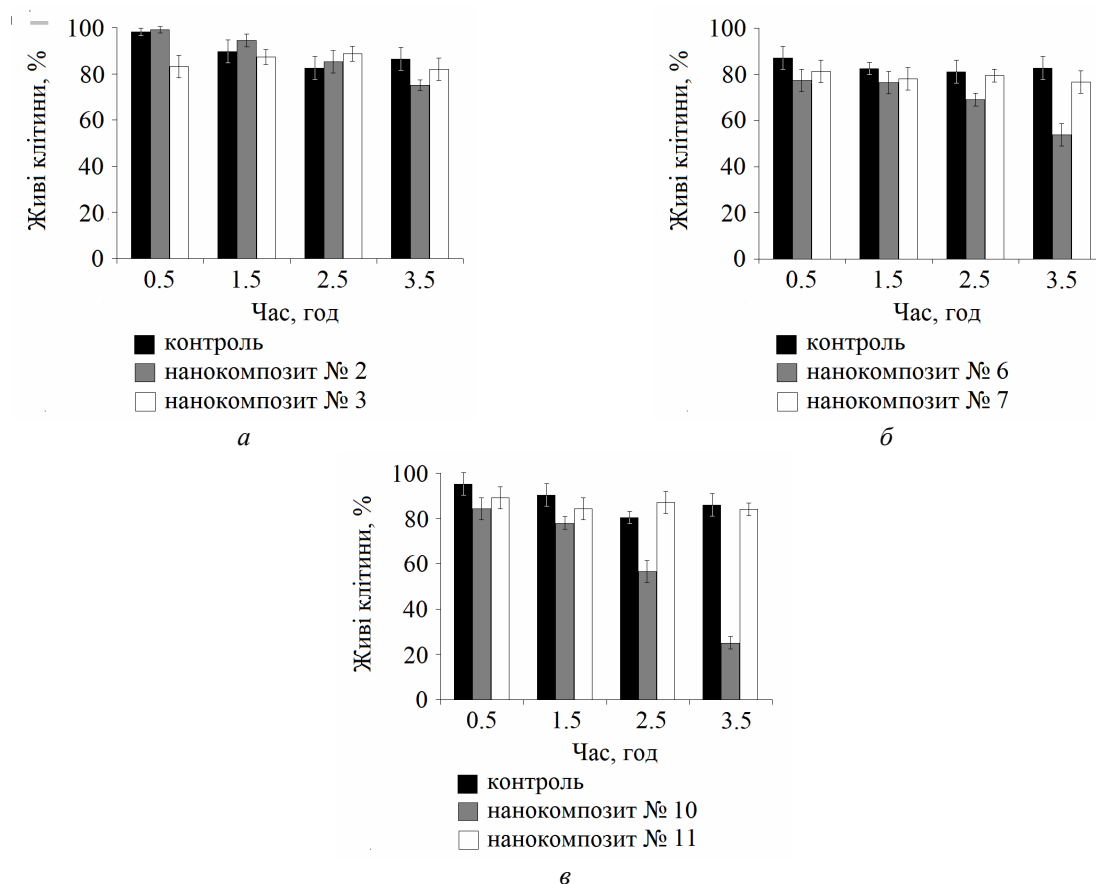 Живі клітини, %
100
80
60
40
20
0
0.5 1.5 2.5 3.5
Час, год
контроль
нанокомпозит № 2
нанокомпозит № 3
а
Живі клітини, %
100
80
60
40
20
0
0.5 1.5 2.5 3.5
Час, год
контроль
нанокомпозит № 6
нанокомпозит № 7
б
Живі клітини, %
100
80
60
40
20
0
0.5 1.5 2.5 3.5
Час, год
контроль
нанокомпозит № 10
нанокомпозит № 11
в